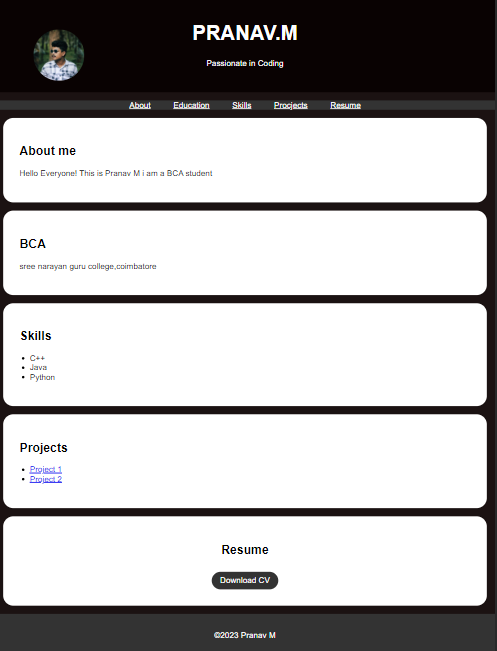 PRANAV.M
Passionate in Coding
About Education Skills Procjects Resume
About me
Hello Everyone! This is Pranav M i am a BCA student
BCA
sree narayan guru college,coimbatore
Skills
C++
Java
Python
Projects
Project 1
Project 2
Resume
Download CV
©2023 Pranav M